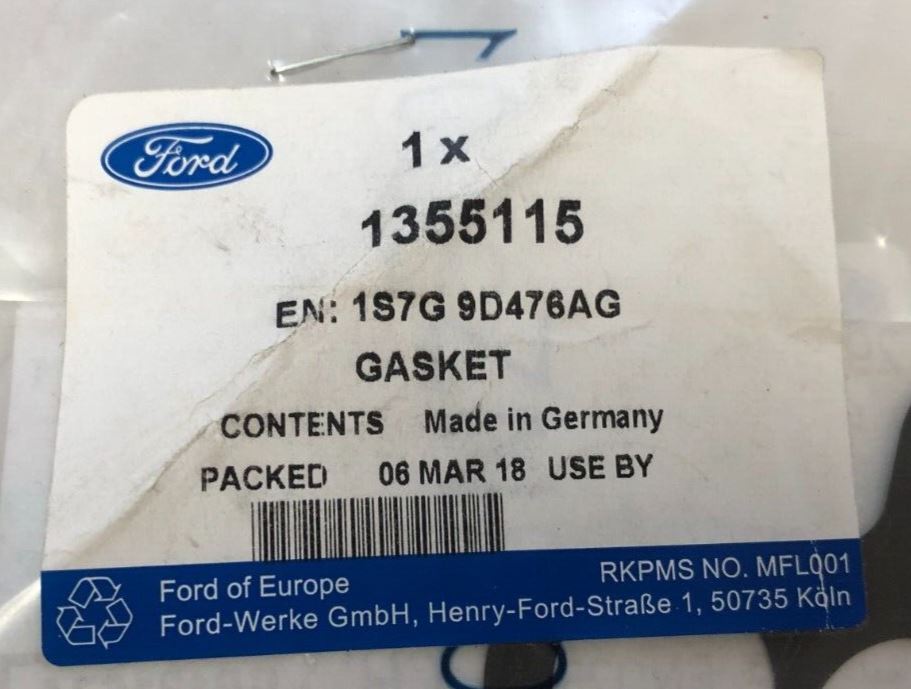 Ford
1 x
1355115
EN: 1S7G 9D476AG
GASKET
CONTENTS Made in Germany
PACKED 06 MAR 18 USE BY
RKPMS NO. MFL001
Ford of Europe
Ford-Werke GmbH, Henry-Ford-Straße 1, 50735 Köln